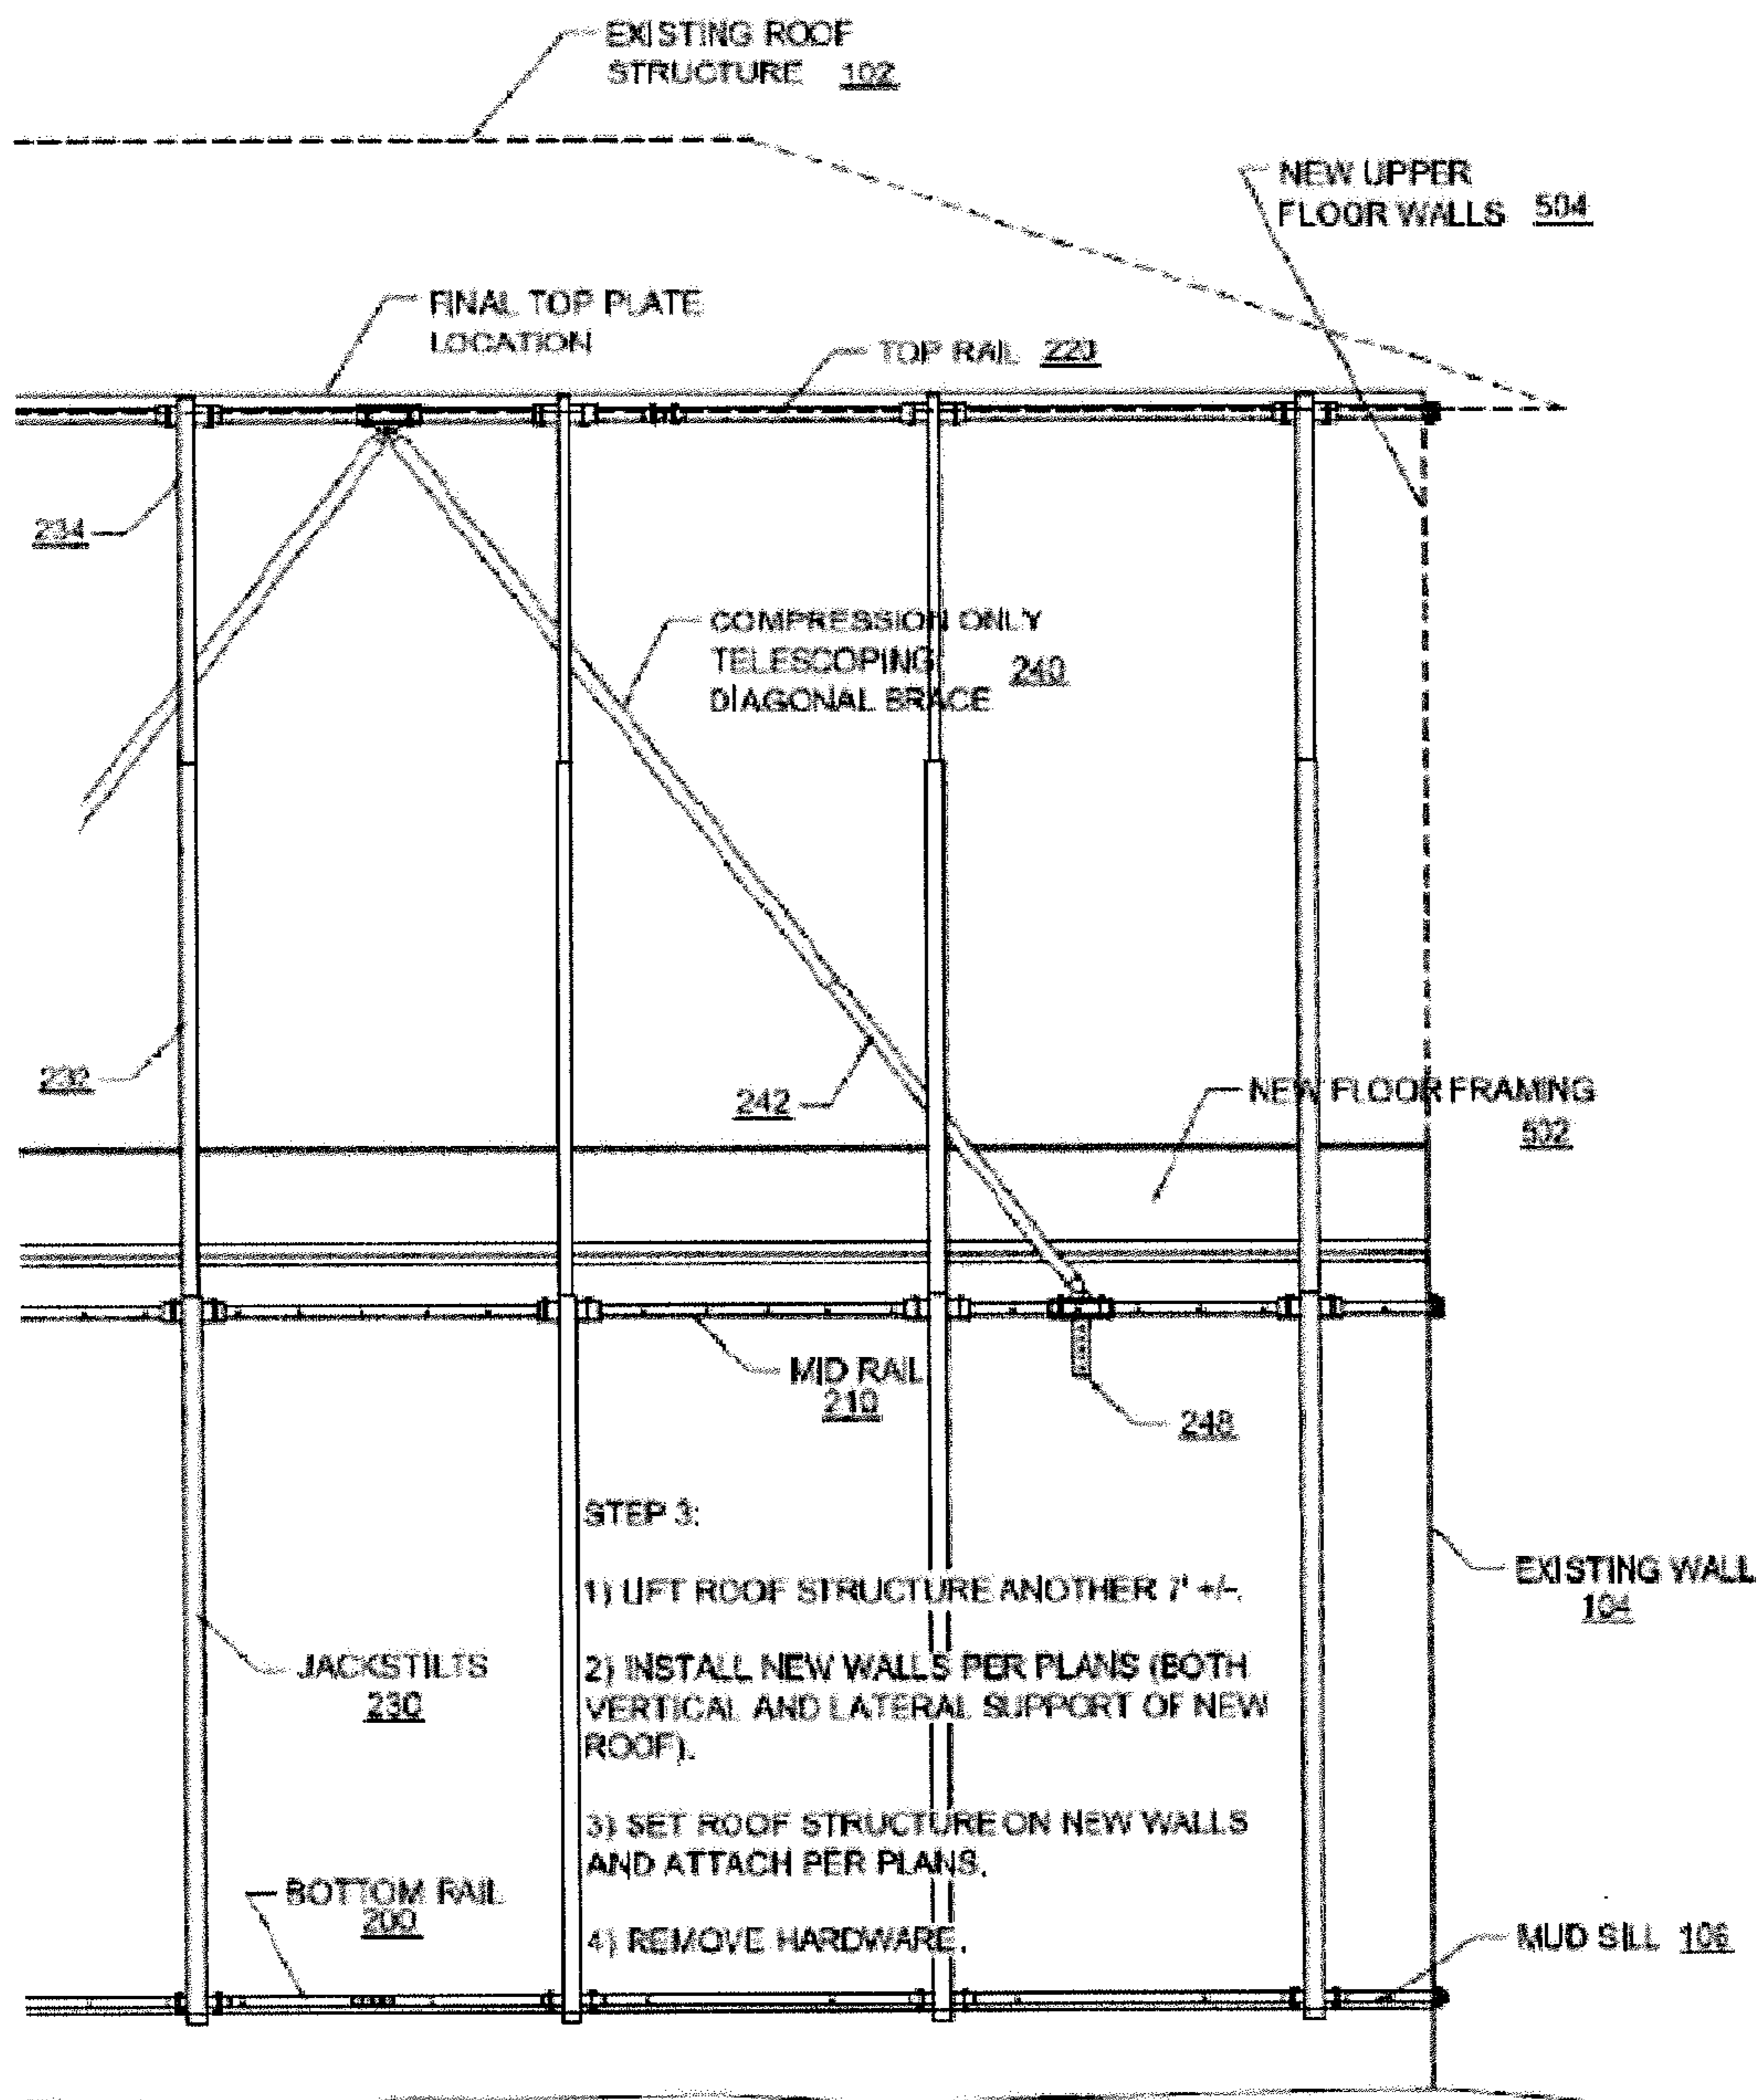 EXISTING ROOF
STRUCTURE 102
NEW UPPER
FLOOR WALLS 504
FINAL TOP PLATE
LOCATION
TOP RAIL 220
234
COMPRESSION ONLY
TELESCOPING
DIAGONAL BRACE 240
232
242
NEW FLOOR FRAMING
502
MID RAIL
210
248
STEP 3:
1) LIFT ROOF STRUCTURE ANOTHER 7' +/-.
EXISTING WALL
104
JACKSTILTS
230
2) INSTALL NEW WALLS PER PLANS (BOTH
VERTICAL AND LATERAL SUPPORT OF NEW
ROOF).
3) SET ROOF STRUCTURE ON NEW WALLS
AND ATTACH PER PLANS.
BOTTOM RAIL
200
4) REMOVE HARDWARE.
MUD SILL 106